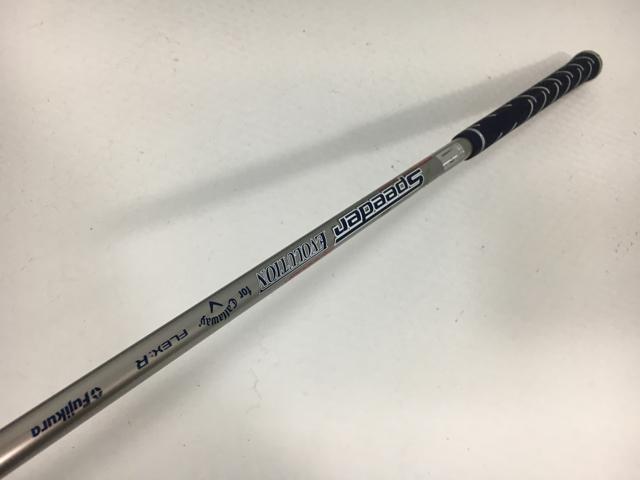 Speeder
EVOLUTION
for Callaway
FLEX:R
Fujikura